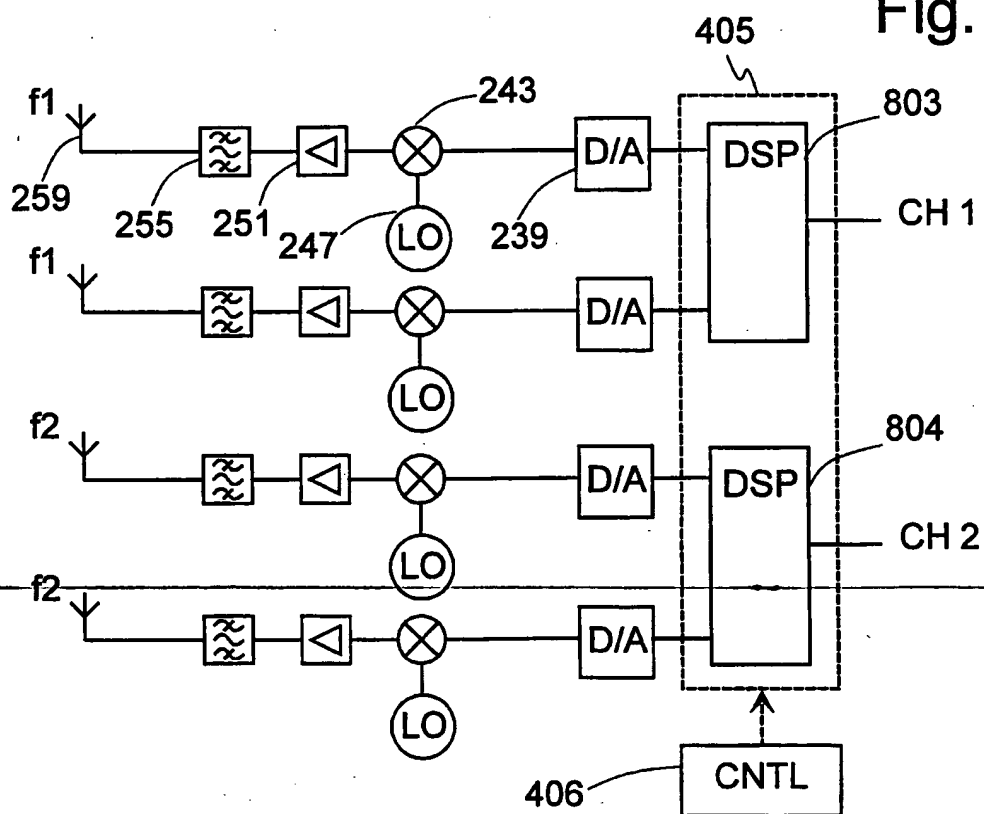 Fig.
405
f1
243
803
D/A
DSP
259
255
251
247
LO
239
CH 1
f1
D/A
LO
f2
804
D/A
DSP
LO
CH 2
f2
D/A
LO
406
CNTL